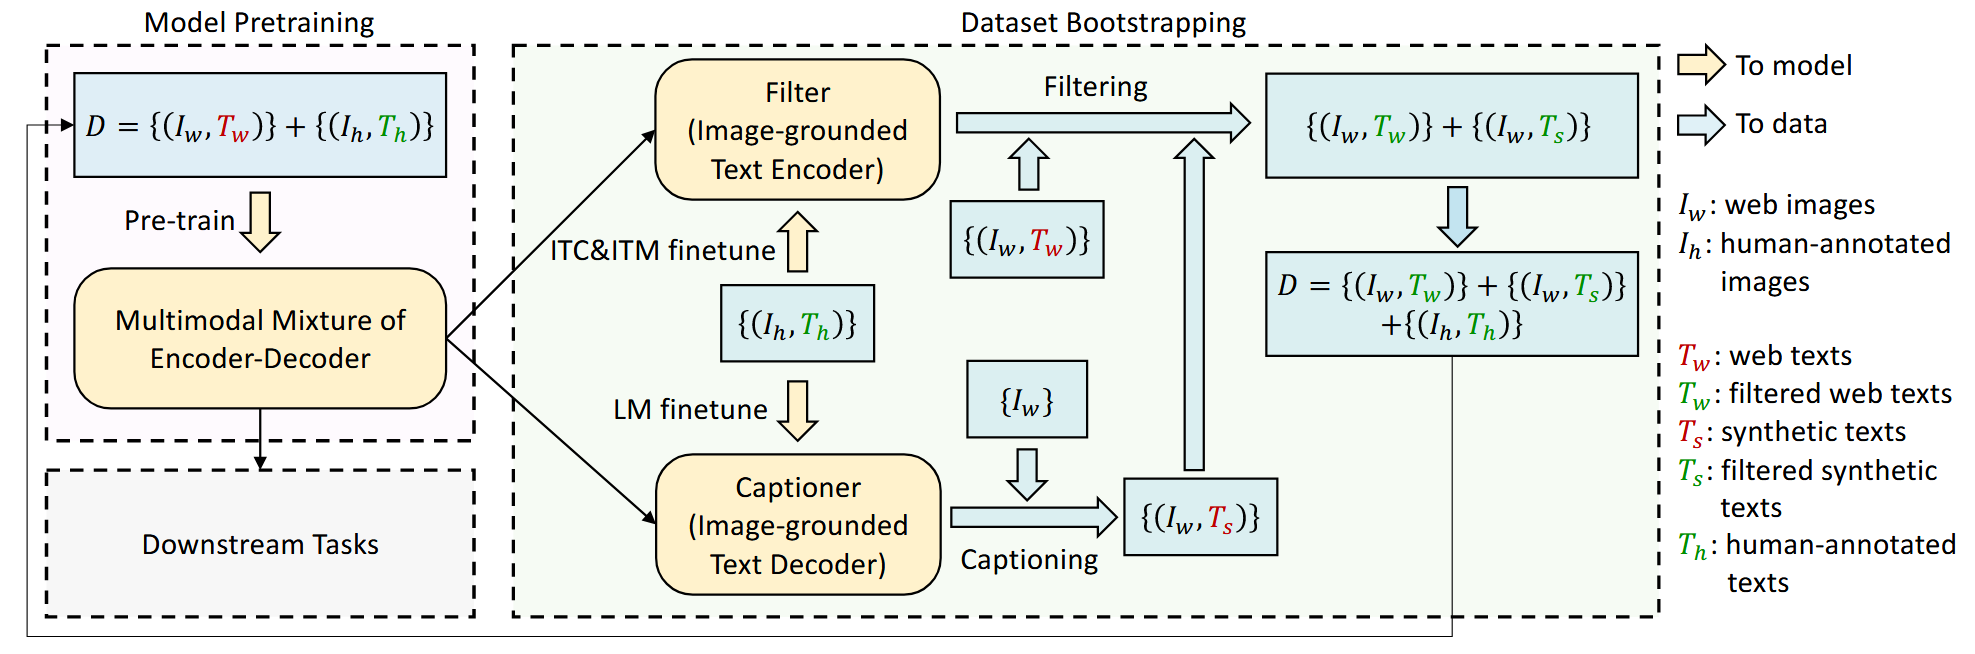 Model Pretraining
D = {(I_w, T_w)} + {(I_h, T_h)}
Pre-train
Multimodal Mixture of
Encoder-Decoder
Downstream Tasks
Dataset Bootstrapping
Filter
(Image-grounded
Text Encoder)
ITC&ITM finetune
{(I_h, T_h)}
LM finetune
Captioner
(Image-grounded
Text Decoder)
Filtering
{(I_w, T_w)}
{I_w}
Captioning
{(I_w, T_s)}
{(I_w, T_w)} + {(I_w, T_s)}
D = {(I_w, T_w)} + {(I_w, T_s)}
+{(I_h, T_h)}
To model
To data
I_w: web images
I_h: human-annotated
images
T_w: web texts
T_w: filtered web texts
T_s: synthetic texts
T_s: filtered synthetic
texts
T_h: human-annotated
texts